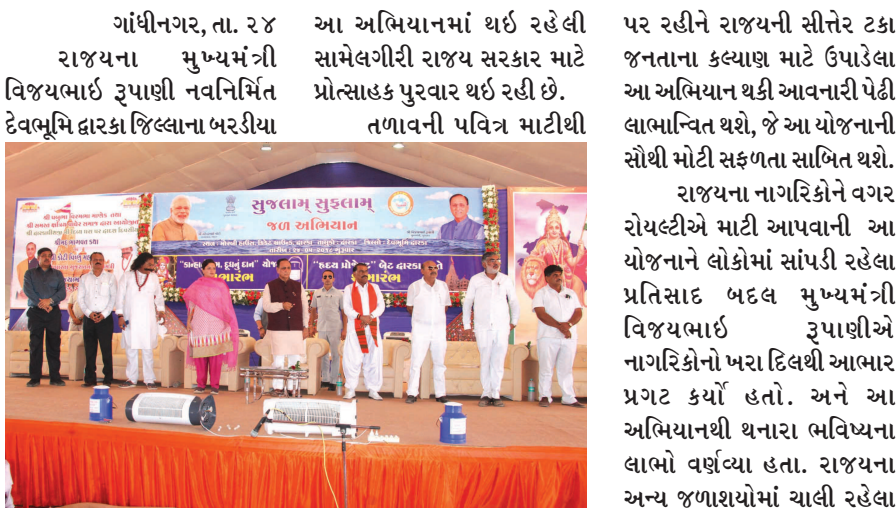 ગાંધીનગર, તા. ૨૪
રાજયના મુખ્યમંત્રી
વિજયભાઇ રૂપાણી નવનિર્મિત
દેવભૂમિ દ્વારકા જિલ્લાના બરડીયા
આ અભિયાનમાં થઇ રહેલી
સામેલગીરી રાજય સરકાર માટે
પ્રોત્સાહક પુરવાર થઇ રહી છે.
તળાવની પવિત્ર માટીથી
સુજલામ્ સુફલામ્
જળ અભિયાન
પર રહીને રાજયની સીત્તેર ટકા
જનતાના કલ્યાણ માટે ઉપાડેલા
આ અભિયાન થકી આવનારી પેઢી
લાભાન્વિત થશે, જે આ યોજનાની
સૌથી મોટી સફળતા સાબિત થશે.
રાજયના નાગરિકોને વગર
રોયલ્ટીએ માટી આપવાની આ
યોજનાને લોકોમાં સાંપડી રહેલા
પ્રતિસાદ બદલ મુખ્યમંત્રી
વિજયભાઇ રૂપાણીએ
નાગરિકોનો ખરા દિલથી આભાર
પ્રગટ કર્યો હતો. અને આ
અભિયાનથી થનારા ભવિષ્યના
લાભો વર્ણવ્યા હતા. રાજયના
અન્ય જળાશયોમાં ચાલી રહેલા